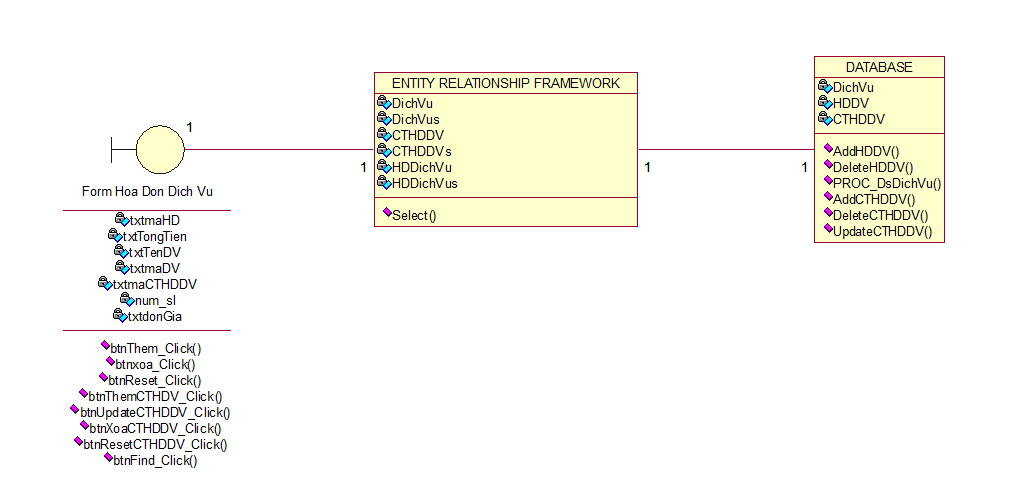 1
Form Hoa Don Dich Vu
txtmaHD
txtTongTien
txtTenDV
txtmaDV
txtmaCTHDDV
num_sl
txtdonGia
btnThem_Click()
btnxoa_Click()
btnReset_Click()
btnThemCTHDV_Click()
btnUpdateCTHDDV_Click()
btnXoaCTHDDV_Click()
btnResetCTHDDV_Click()
btnFind_Click()
1
ENTITY RELATIONSHIP FRAMEWORK
DichVu
DichVus
CTHDDV
CTHDDVs
HDDichVu
HDDichVus
Select()
1
1
DATABASE
DichVu
HDDV
CTHDDV
AddHDDV()
DeleteHDDV()
PROC_DsDichVu()
AddCTHDDV()
DeleteCTHDDV()
UpdateCTHDDV()